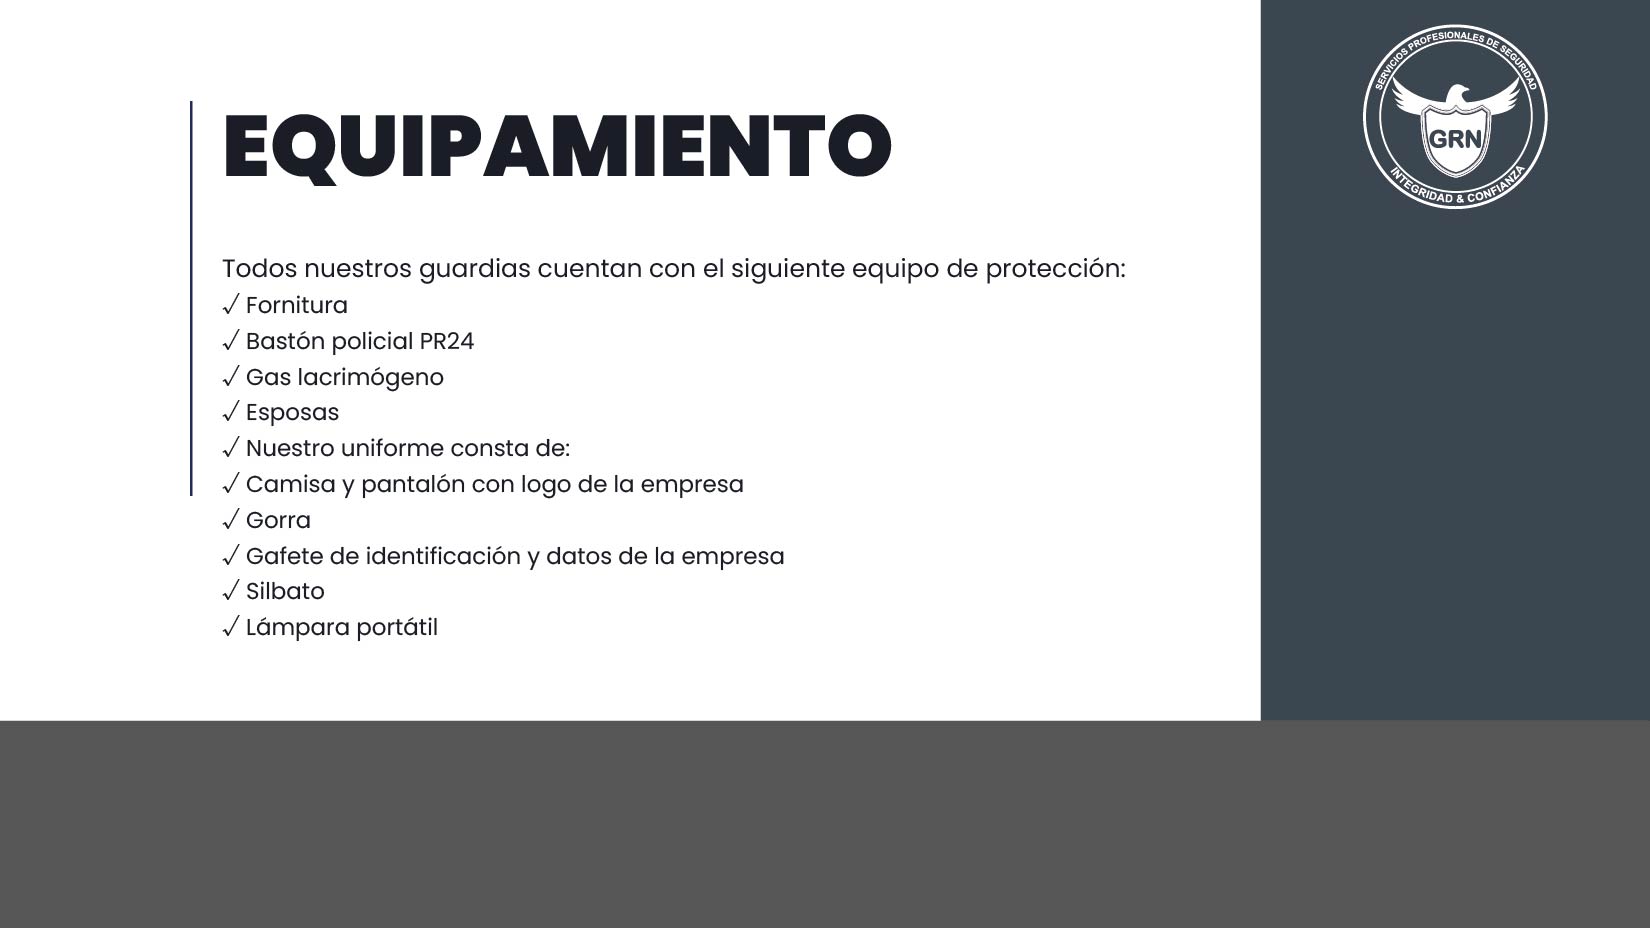 EQUIPAMIENTO
Todos nuestros guardias cuentan con el siguiente equipo de protección:
✓ Fornitura
✓ Bastón policial PR24
✓ Gas lacrimógeno
✓ Esposas
✓ Nuestro uniforme consta de:
✓ Camisa y pantalón con logo de la empresa
✓ Gorra
✓ Gafete de identificación y datos de la empresa
✓ Silbato
✓ Lámpara portátil
SERVICIOS PROFESIONALES DE SEGURIDAD
GRN
INTEGRIDAD & CONFIANZA